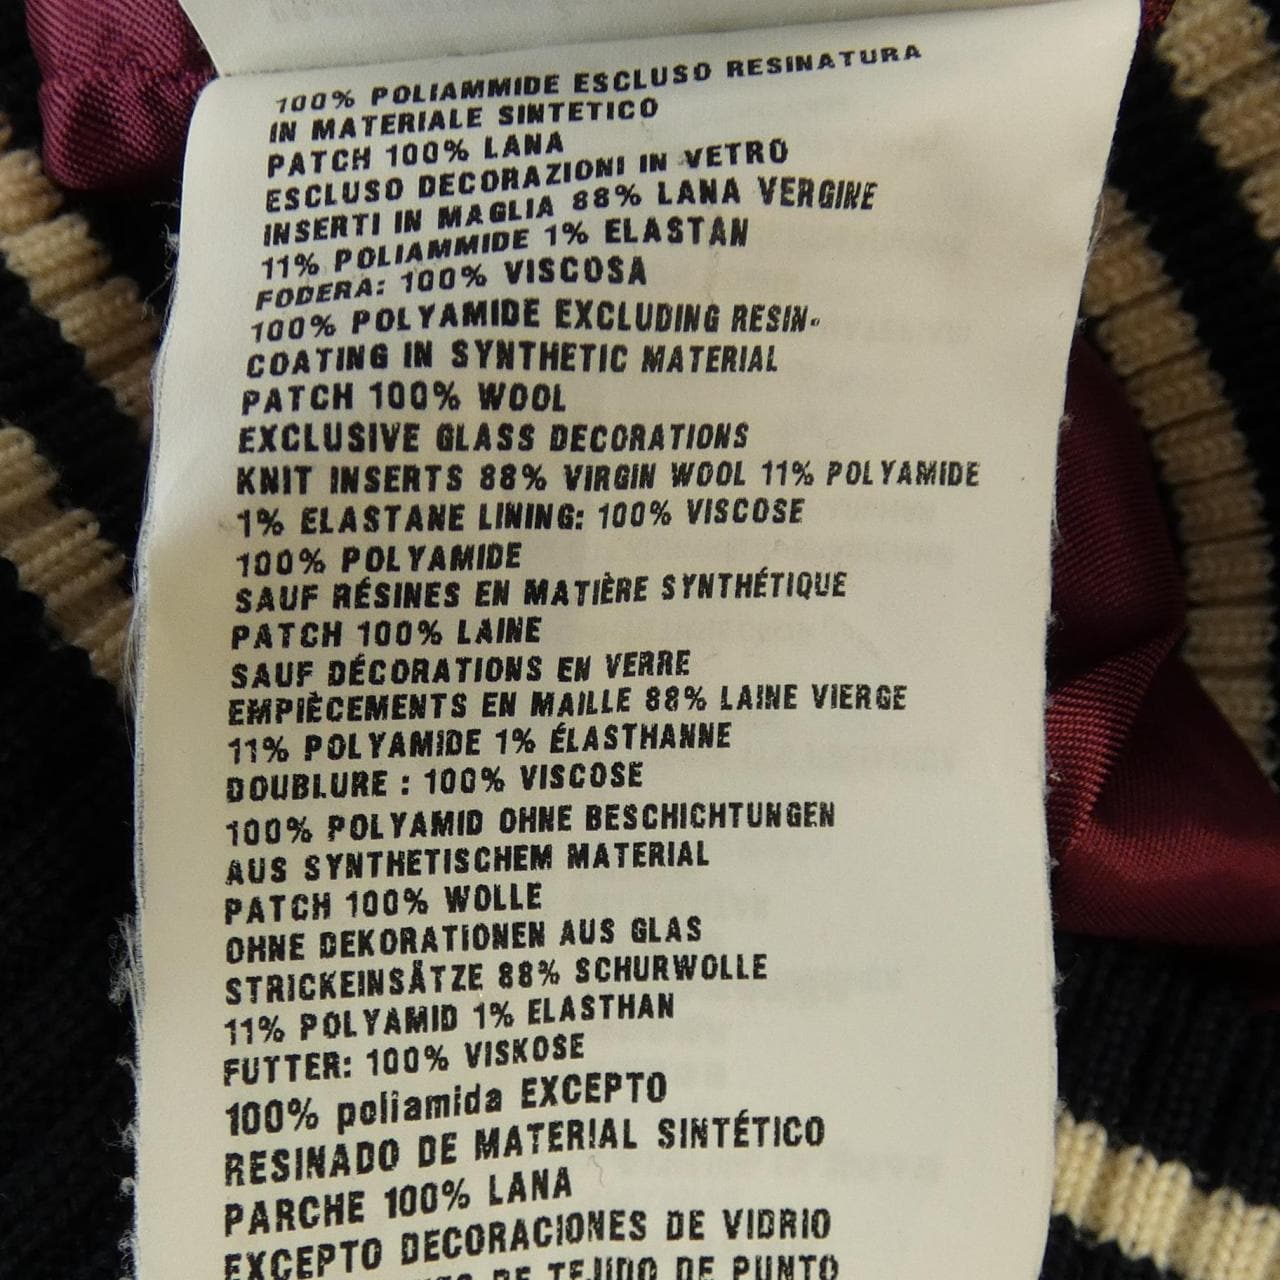 100% POLIAMMIDE ESCLUSO RESINATURA
IN MATERIALE SINTETICO
PATCH 100% LANA
ESCLUSO DECORAZIONI IN VETRO
INSERTI IN MAGLIA 88% LANA VERGINE
11% POLIAMMIDE 1% ELASTAN
FODERA: 100% VISCOSA
100% POLYAMIDE EXCLUDING RESIN-
COATING IN SYNTHETIC MATERIAL
PATCH 100% WOOL
EXCLUSIVE GLASS DECORATIONS
KNIT INSERTS 88% VIRGIN WOOL 11% POLYAMIDE
1% ELASTANE LINING: 100% VISCOSE
100% POLYAMIDE
SAUF RÉSINES EN MATIÈRE SYNTHÉTIQUE
PATCH 100% LAINE
SAUF DÉCORATIONS EN VERRE
EMPIÈCEMENTS EN MAILLE 88% LAINE VIERGE
11% POLYAMIDE 1% ÉLASTHANNE
DOUBLURE : 100% VISCOSE
100% POLYAMID OHNE BESCHICHTUNGEN
AUS SYNTHETISCHEM MATERIAL
PATCH 100% WOLLE
OHNE DEKORATIONEN AUS GLAS
STRICKEINSÄTZE 88% SCHURWOLLE
11% POLYAMID 1% ELASTHAN
FUTTER: 100% VISKOSE
100% poliamida EXCEPTO
RESINADO DE MATERIAL SINTÉTICO
PARCHE 100% LANA
EXCEPTO DECORACIONES DE VIDRIO
DE TEJIDO DE PUNTO